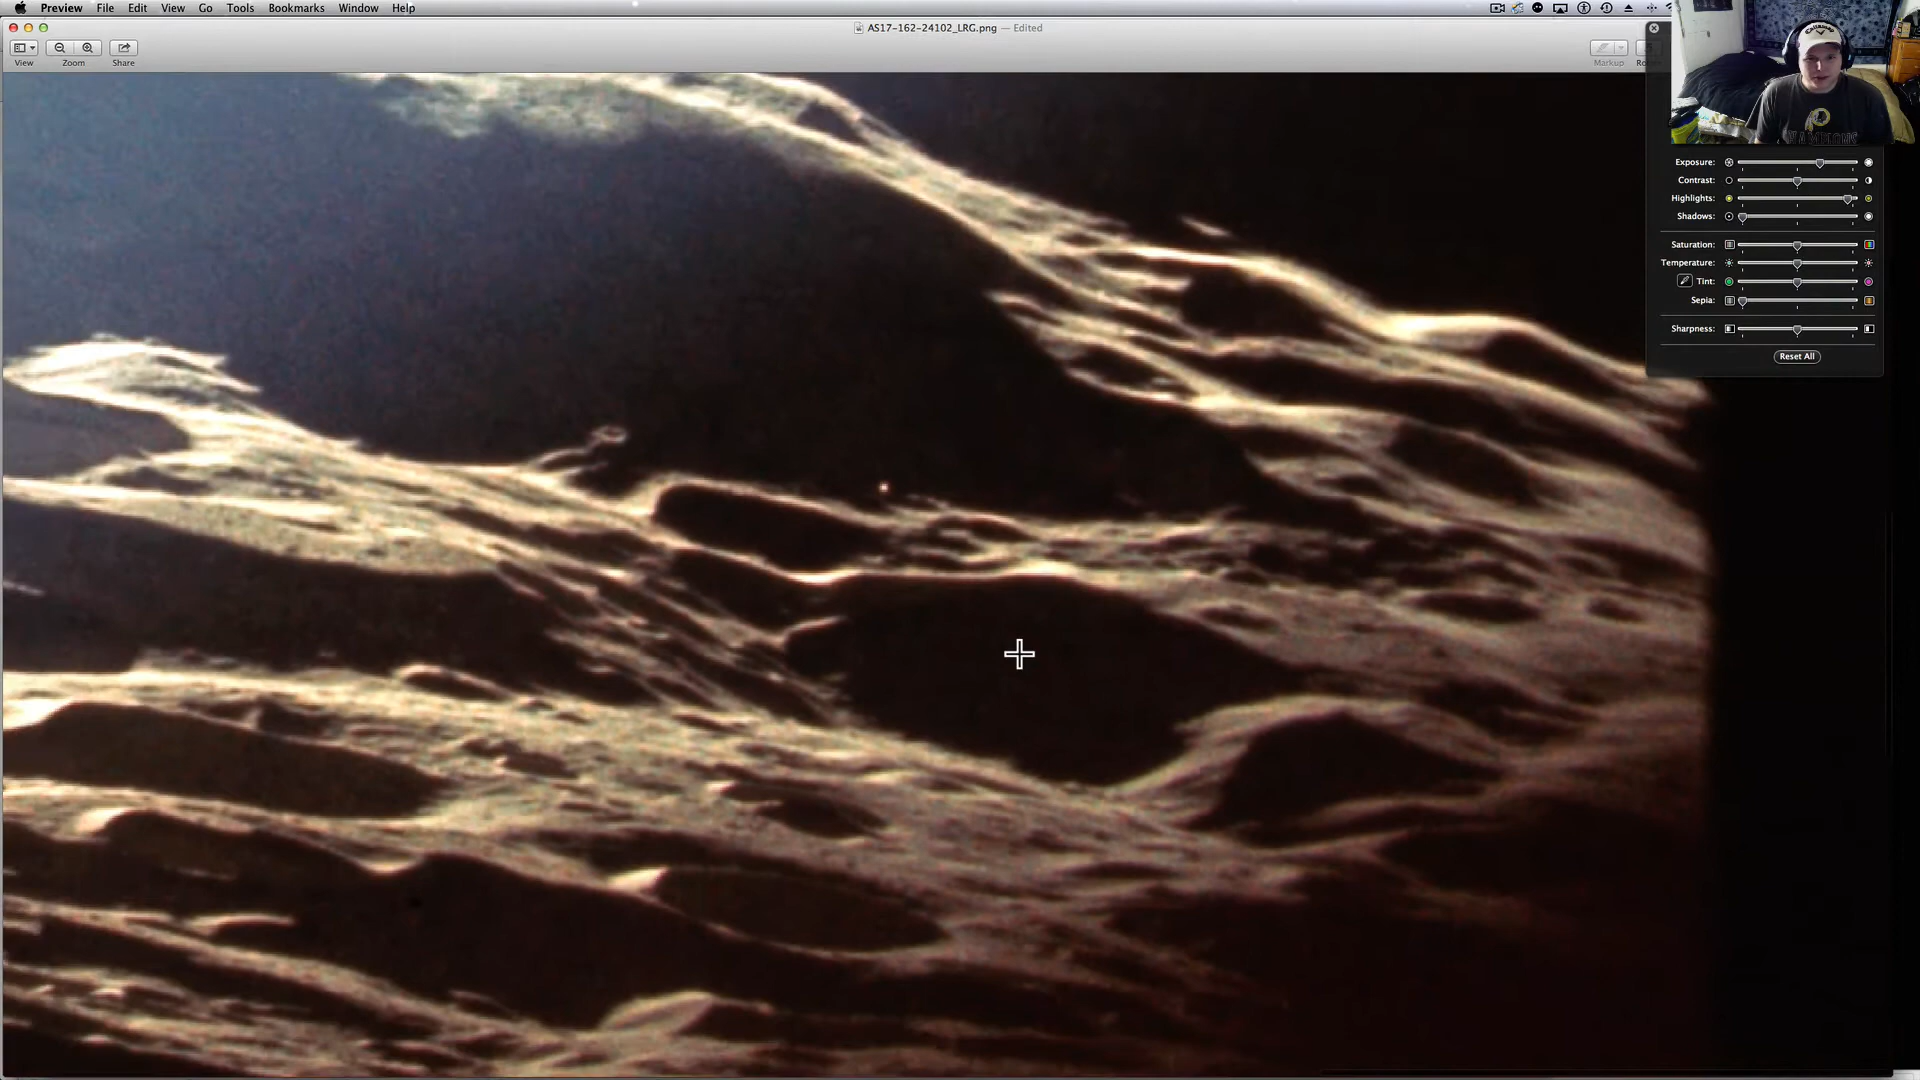 Preview File Edit View Go Tools Bookmarks Window Help
AS17-162-24102_LRG.png — Edited
View Zoom Share Markup
Exposure:
Contrast:
Highlights:
Shadows:
Saturation:
Temperature:
Tint:
Sepia:
Sharpness:
Reset All